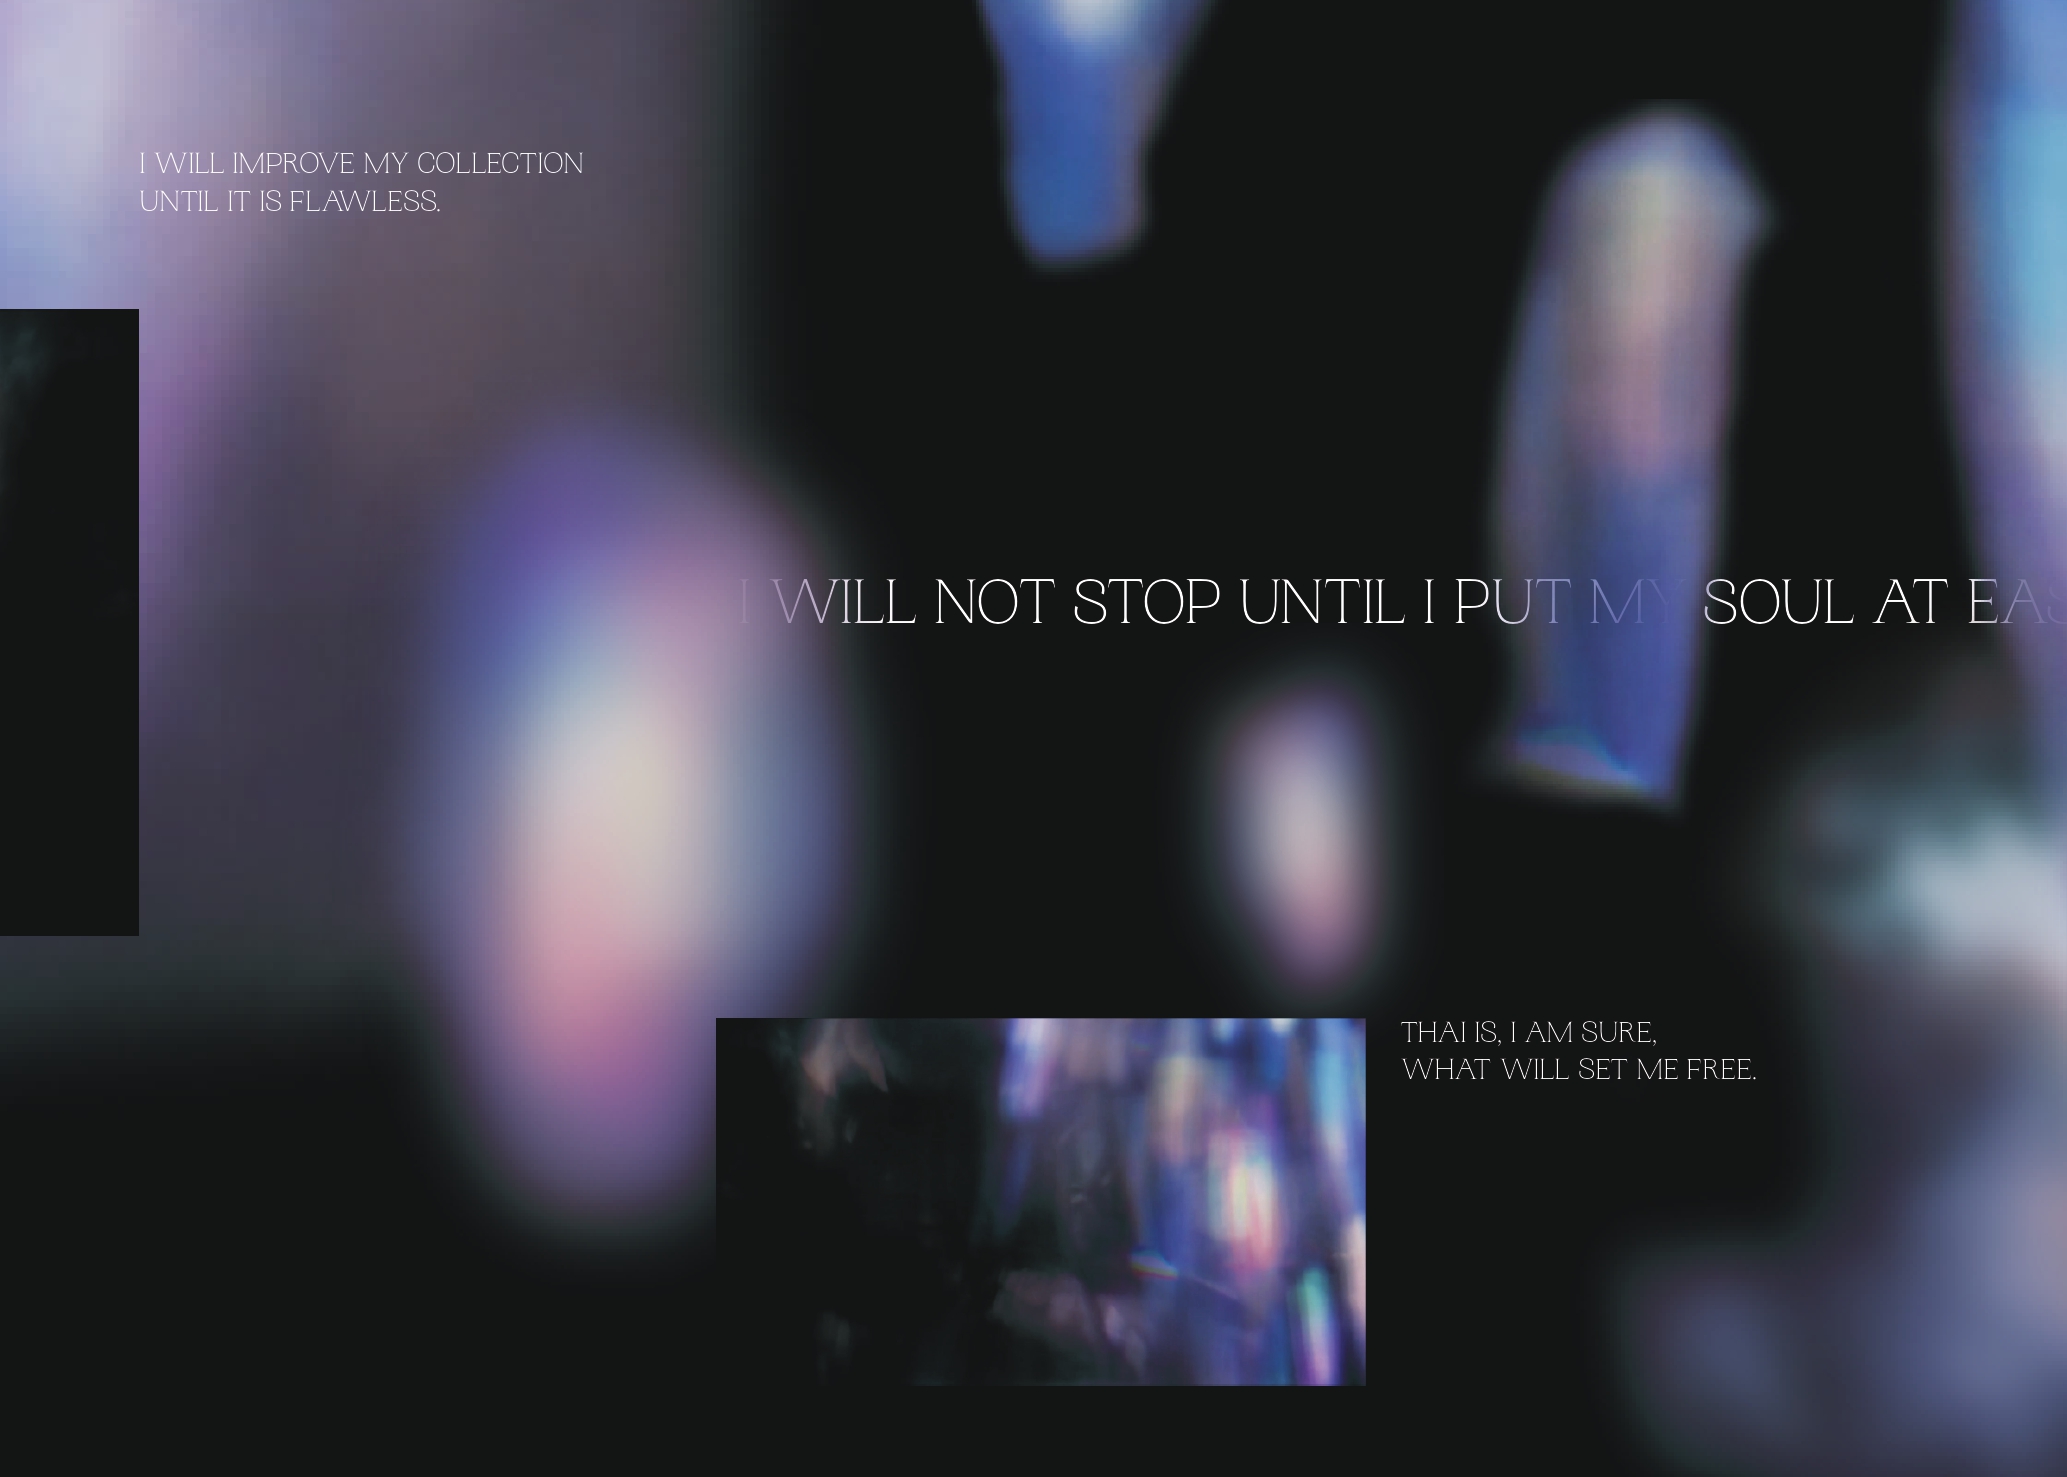 I WILL IMPROVE MY COLLECTION
UNTIL IT IS FLAWLESS.
I WILL NOT STOP UNTIL I PUT MY SOUL AT EAS
THAI IS, I AM SURE,
WHAT WILL SET ME FREE.